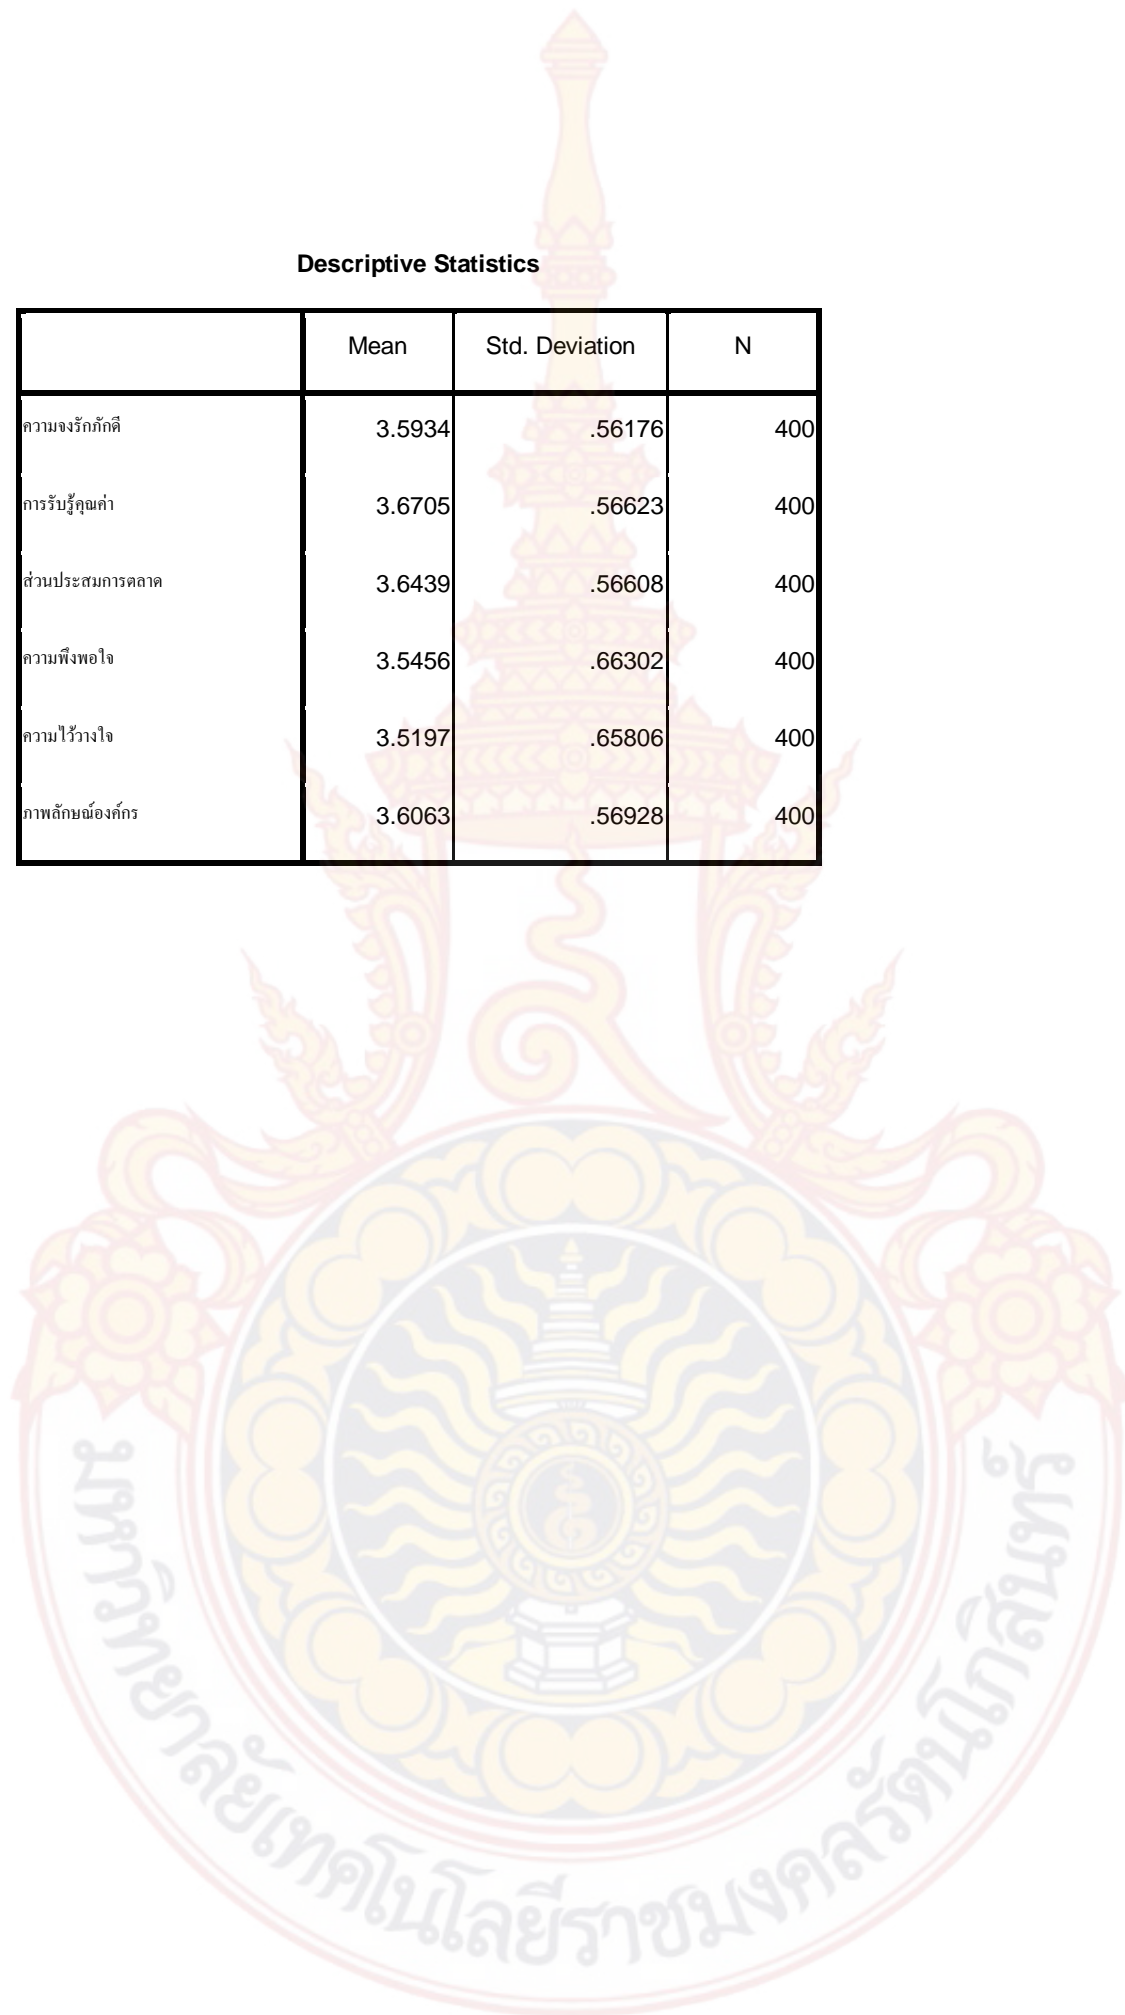 Descriptive Statistics
Mean Std. Deviation N
ความจงรักภักดี 3.5934 .56176 400
การรับรู้คุณค่า 3.6705 .56623 400
ส่วนประสมการตลาด 3.6439 .56608 400
ความพึงพอใจ 3.5456 .66302 400
ความไว้วางใจ 3.5197 .65806 400
ภาพลักษณ์องค์กร 3.6063 .56928 400
มหาวิทยาลัยเทคโนโลยีราชมงคลรัตนโกสินทร์